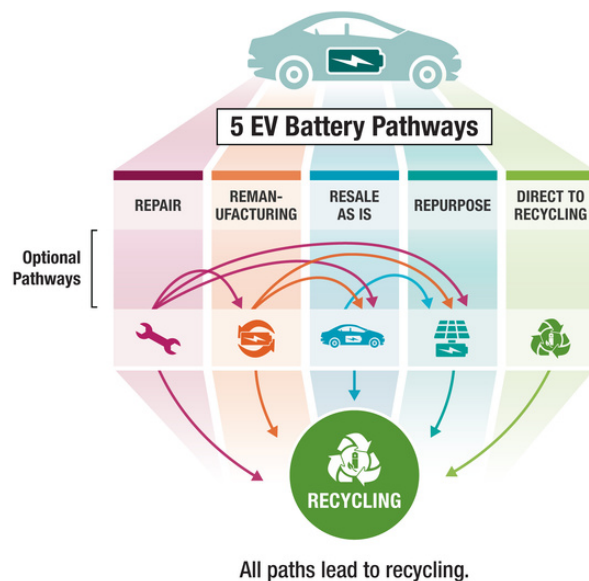 5 EV Battery Pathways
REPAIR
REMAN-
UFACTURING
RESALE
AS IS
REPURPOSE
DIRECT TO
RECYCLING
Optional
Pathways
RECYCLING
All paths lead to recycling.